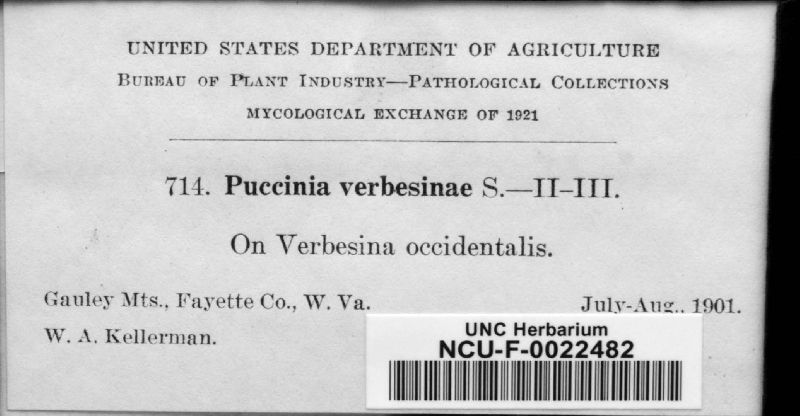 UNITED STATES DEPARTMENT OF AGRICULTURE
BUREAU OF PLANT INDUSTRY—PATHOLOGICAL COLLECTIONS
MYCOLOGICAL EXCHANGE OF 1921
714. Puccinia verbesinae S.—II–III.
On Verbesina occidentalis.
Gauley Mts., Fayette Co., W. Va. July-Aug., 1901.
W. A. Kellerman.
UNC Herbarium
NCU-F-0022482